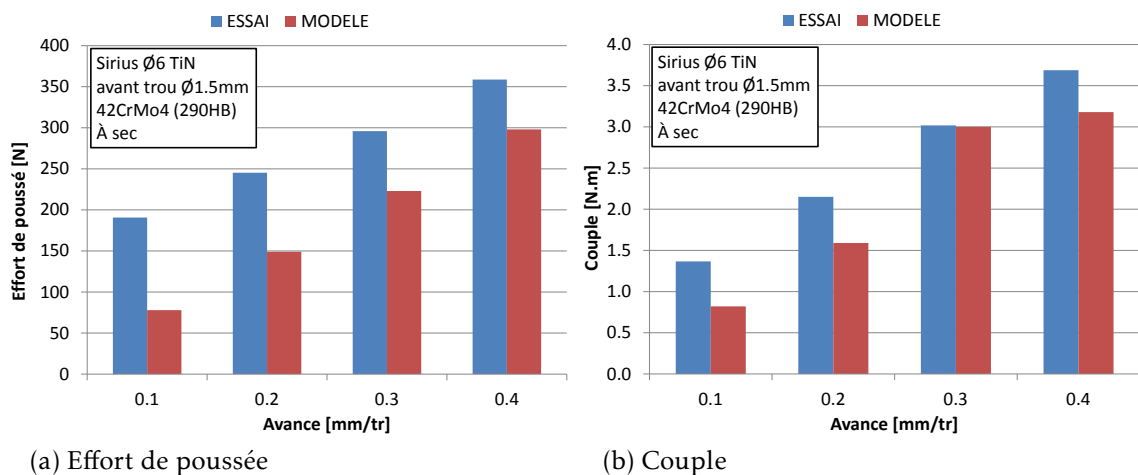 ESSAI MODELE
400
350
300
250
200
150
100
50
0
Effort de poussé [N]
Sirius Ø6 TiN
avant trou Ø1.5mm
42CrMo4 (290HB)
À sec
0.1 0.2 0.3 0.4
Avance [mm/tr]
(a) Effort de poussée
ESSAI MODELE
4.0
3.5
3.0
2.5
2.0
1.5
1.0
0.5
0.0
Couple [N.m]
Sirius Ø6 TiN
avant trou Ø1.5mm
42CrMo4 (290HB)
À sec
0.1 0.2 0.3 0.4
Avance [mm/tr]
(b) Couple